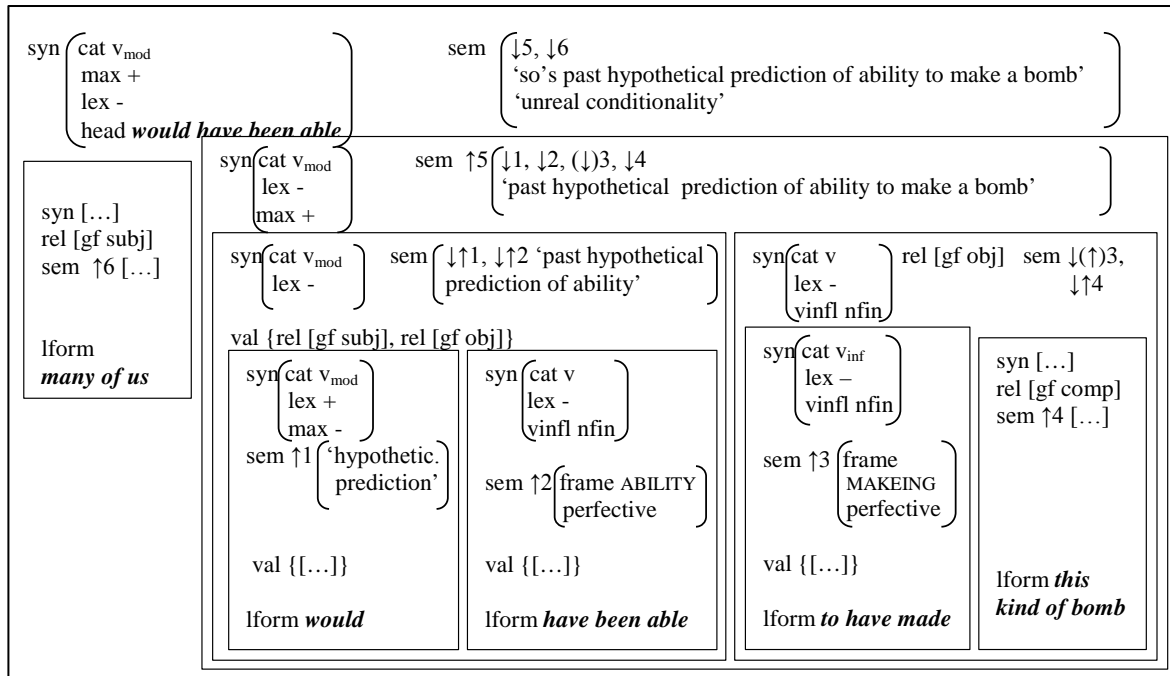 syn cat v_mod
max +
lex -
head would have been able
sem ↓5, ↓6
‘so’s past hypothetical prediction of ability to make a bomb’
‘unreal conditionality’
syn […]
rel [gf subj]
sem ↑6 […]
lform
many of us
syn cat v_mod
lex -
max +
sem ↑5 ↓1, ↓2, (↓)3, ↓4
‘past hypothetical prediction of ability to make a bomb’
syn cat v_mod
lex -
sem ↓↑1, ↓↑2 ‘past hypothetical
prediction of ability’
val {rel [gf subj], rel [gf obj]}
syn cat v_mod
lex +
max -
sem ↑1 ‘hypothetic.
prediction’
val {[…]}
lform would
syn cat v
lex -
vinfl nfin
sem ↑2 frame ABILITY
perfective
val {[…]}
lform have been able
syn cat v
lex -
vinfl nfin
rel [gf obj]
sem ↓(↑)3,
↓↑4
syn cat v_inf
lex –
vinfl nfin
sem ↑3 frame
MAKEING
perfective
val {[…]}
lform to have made
syn […]
rel [gf comp]
sem ↑4 […]
lform this
kind of bomb